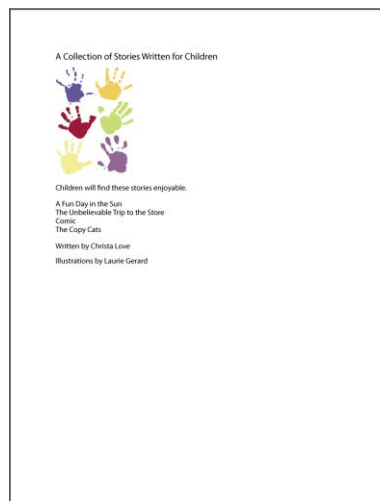 A Collection of Stories Written for Children
Children will find these stories enjoyable.
A Fun Day in the Sun
The Unbelievable Trip to the Store
Comic
The Copy Cats
Written by Christa Love
Illustrations by Laurie Gerard